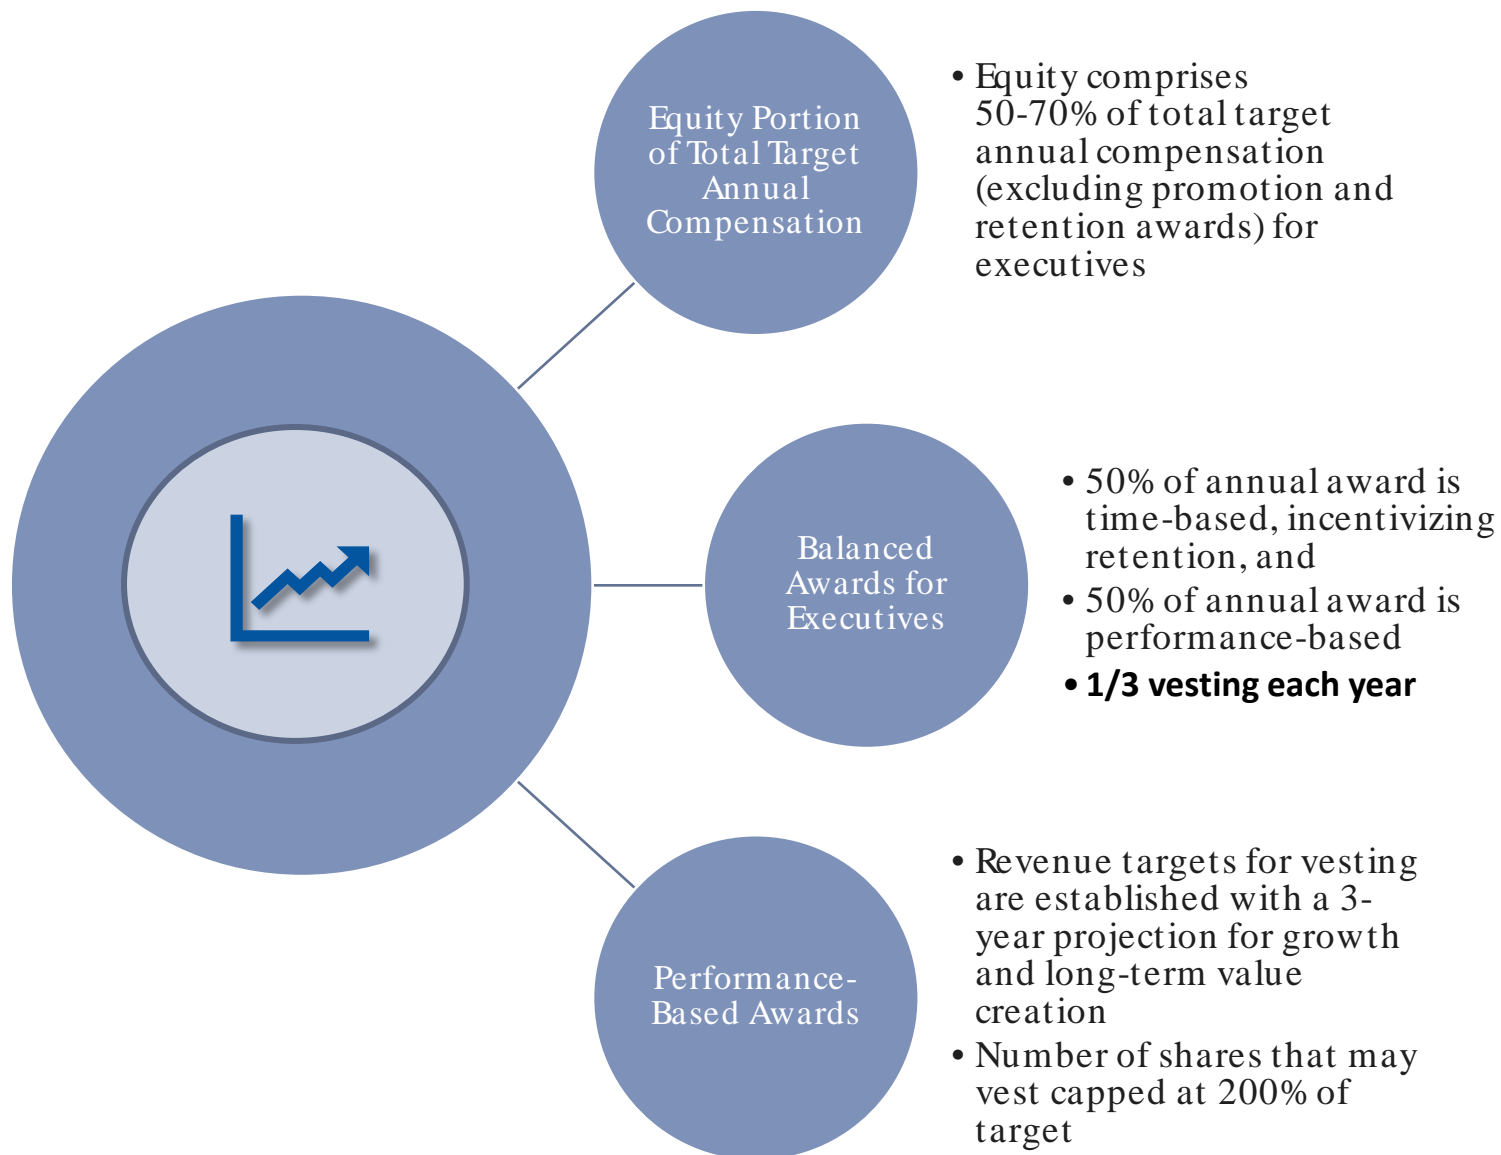 Equity Portion
of Total Target
Annual
Compensation
• Equity comprises
50-70% of total target
annual compensation
(excluding promotion and
retention awards) for
executives
Balanced
Awards for
Executives
• 50% of annual award is
time-based, incentivizing
retention, and
• 50% of annual award is
performance-based
• 1/3 vesting each year
Performance-
Based Awards
• Revenue targets for vesting
are established with a 3-
year projection for growth
and long-term value
creation
• Number of shares that may
vest capped at 200% of
target